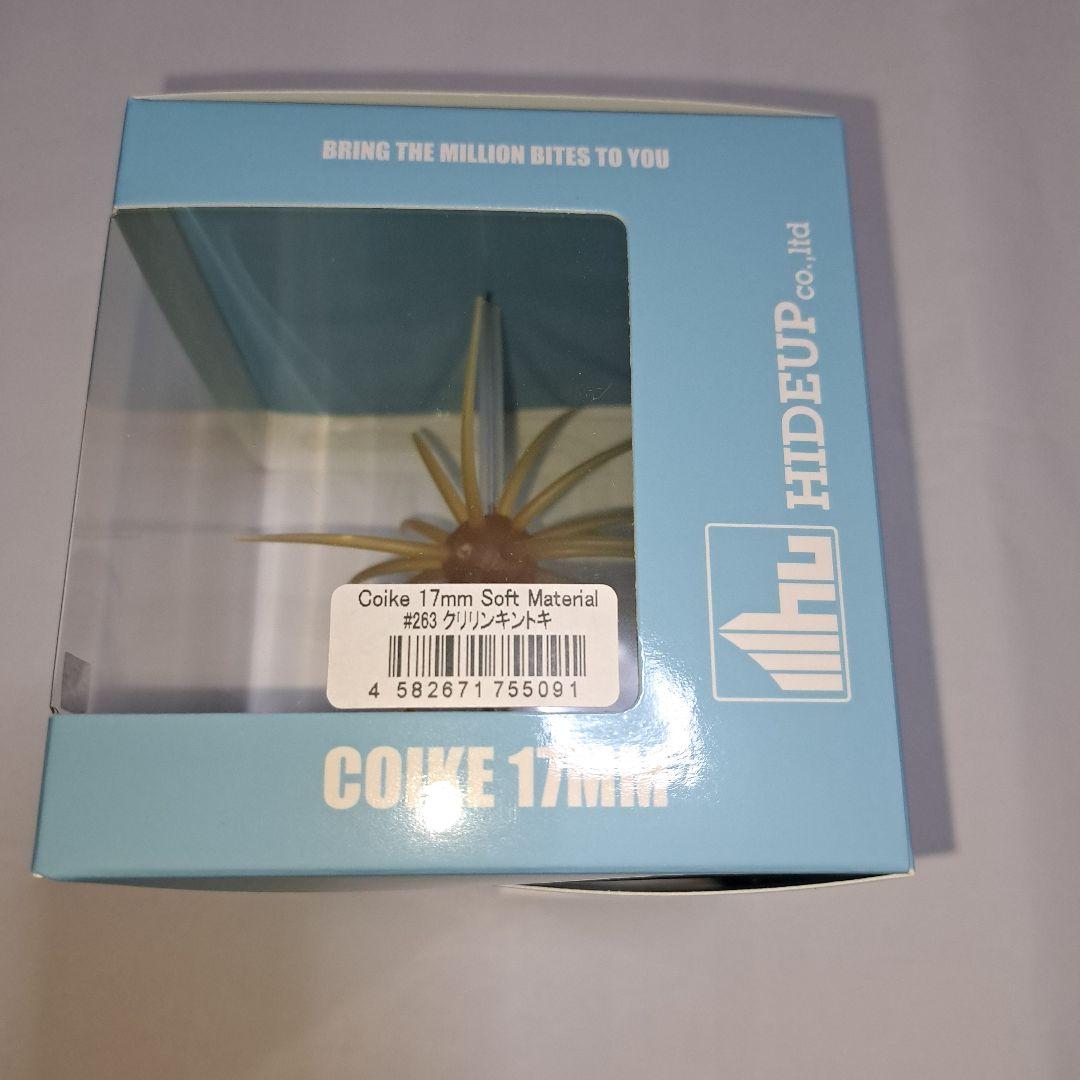 BRING THE MILLION BITES TO YOU
HIDEUP co.,ltd
Coike 17mm Soft Material
#263 クリリンキントキ
4 582671 755091
COIKE 17MM